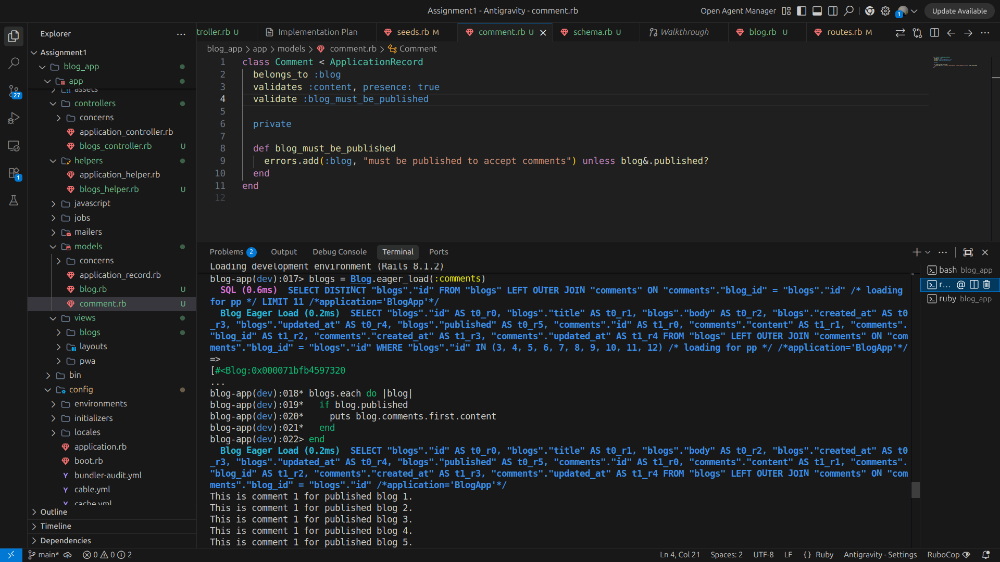 Assignment1 - Antigravity - comment.rb
Open Agent Manager
1
Update Available
Explorer
Assignment1
blog_app
app
assets
controllers
concerns
application_controller.rb
blogs_controller.rb U
helpers
application_helper.rb
blogs_helper.rb U
javascript
jobs
mailers
models
concerns
application_record.rb
blog.rb U
comment.rb U
views
blogs
layouts
pwa
bin
config
environments
initializers
locales
application.rb
boot.rb
bundler-audit.yml
cable.yml
cache.yml
Outline
Timeline
Dependencies
27
1
troller.rb U
Implementation Plan
seeds.rb M
comment.rb U
schema.rb U
Walkthrough
blog.rb U
routes.rb M
blog_app > app > models > comment.rb > Comment
1 class Comment < ApplicationRecord
2 belongs_to :blog
3 validates :content, presence: true
4 validate :blog_must_be_published
5
6 private
7
8 def blog_must_be_published
9 errors.add(:blog, "must be published to accept comments") unless blog&.published?
10 end
11 end
12
Problems 2 Output Debug Console Terminal Ports
Loading development environment (Rails 8.1.2)
blog-app(dev):017> blogs = Blog.eager_load(:comments)
SQL (0.6ms) SELECT DISTINCT "blogs"."id" FROM "blogs" LEFT OUTER JOIN "comments" ON "comments"."blog_id" = "blogs"."id" /* loading
for pp */ LIMIT 11 /*application='BlogApp'*/
Blog Eager Load (0.2ms) SELECT "blogs"."id" AS t0_r0, "blogs"."title" AS t0_r1, "blogs"."body" AS t0_r2, "blogs"."created_at" AS t0
_r3, "blogs"."updated_at" AS t0_r4, "blogs"."published" AS t0_r5, "comments"."id" AS t1_r0, "comments"."content" AS t1_r1, "comments".
"blog_id" AS t1_r2, "comments"."created_at" AS t1_r3, "comments"."updated_at" AS t1_r4 FROM "blogs" LEFT OUTER JOIN "comments" ON "com
ments"."blog_id" = "blogs"."id" WHERE "blogs"."id" IN (3, 4, 5, 6, 7, 8, 9, 10, 11, 12) /* loading for pp */ /*application='BlogApp'*/
=>
[#<Blog:0x000071bfb4597320
...
blog-app(dev):018* blogs.each do |blog|
blog-app(dev):019* if blog.published
blog-app(dev):020* puts blog.comments.first.content
blog-app(dev):021* end
blog-app(dev):022> end
Blog Eager Load (0.2ms) SELECT "blogs"."id" AS t0_r0, "blogs"."title" AS t0_r1, "blogs"."body" AS t0_r2, "blogs"."created_at" AS t0
_r3, "blogs"."updated_at" AS t0_r4, "blogs"."published" AS t0_r5, "comments"."id" AS t1_r0, "comments"."content" AS t1_r1, "comments".
"blog_id" AS t1_r2, "comments"."created_at" AS t1_r3, "comments"."updated_at" AS t1_r4 FROM "blogs" LEFT OUTER JOIN "comments" ON "com
ments"."blog_id" = "blogs"."id" /*application='BlogApp'*/
This is comment 1 for published blog 1.
This is comment 1 for published blog 2.
This is comment 1 for published blog 3.
This is comment 1 for published blog 4.
This is comment 1 for published blog 5.
bash blog_app
r...
ruby blog_app
main* 0 0 2
Ln 4, Col 21 Spaces: 2 UTF-8 LF {} Ruby Antigravity - Settings RuboCop